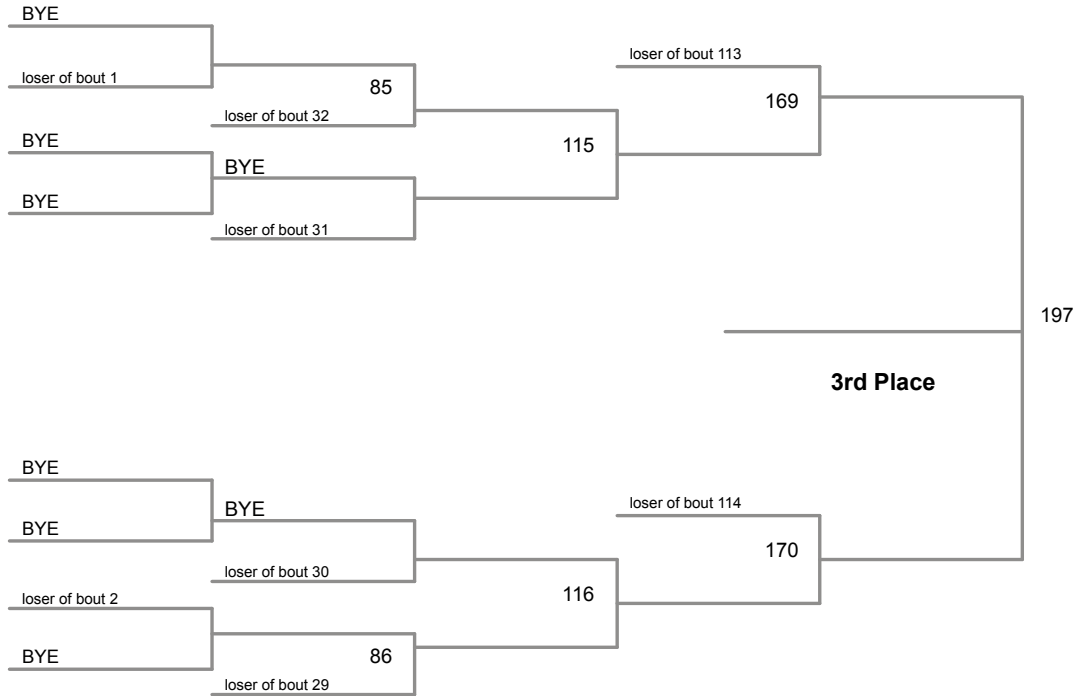 BYE
loser of bout 1
85
loser of bout 32
BYE
BYE
BYE
loser of bout 31
115
loser of bout 113
169
197
3rd Place
BYE
BYE
BYE
loser of bout 30
loser of bout 2
BYE
86
loser of bout 29
116
loser of bout 114
170